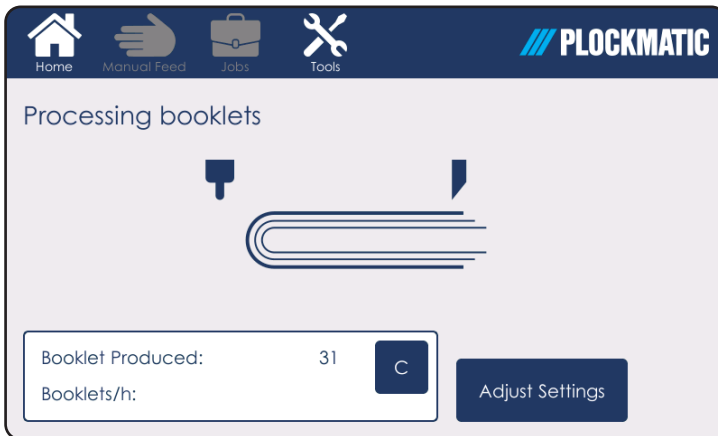 Home Manual Feed Jobs Tools
PLOCKMATIC
Processing booklets
Booklet Produced: 31
C
Booklets/h:
Adjust Settings